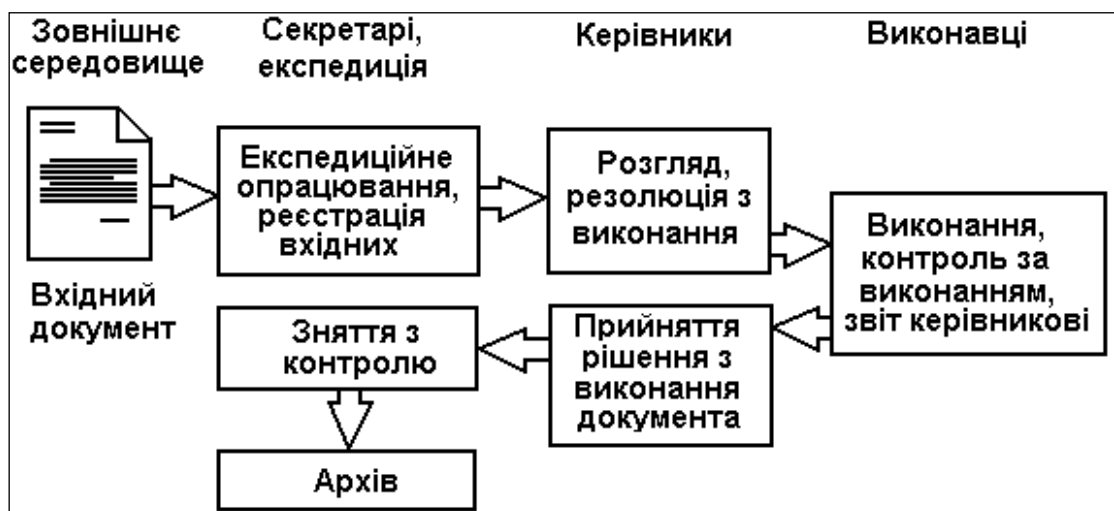 Зовнішнє
середовище
Секретарі,
експедиція
Керівники
Виконавці
Експедиційне
опрацювання,
реєстрація
вхідних
Розгляд,
резолюція з
виконання
Виконання,
контроль за
виконанням,
звіт керівникові
Вхідний
документ
Зняття з
контролю
Прийняття
рішення з
виконання
документа
Архів